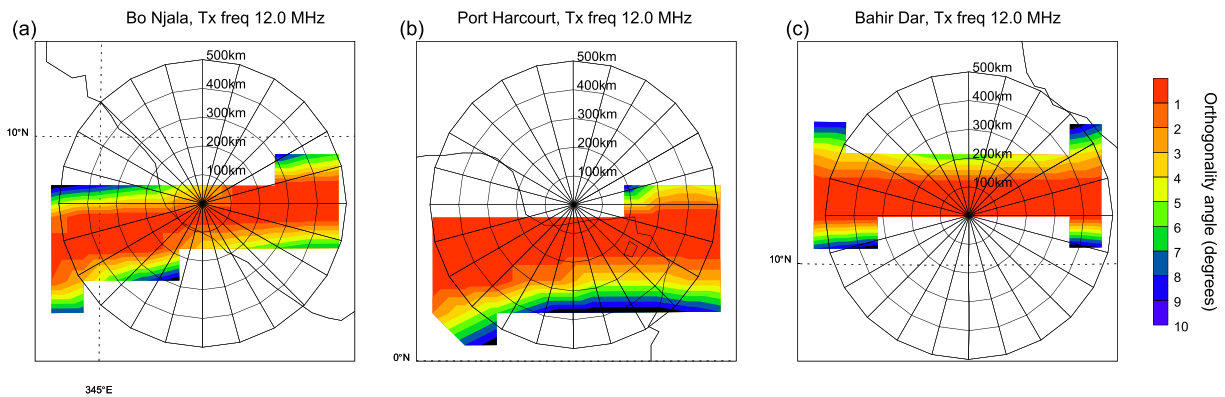 (a)
Bo Njala, Tx freq 12.0 MHz
500km
400km
300km
200km
100km
10°N
345°E
(b)
Port Harcourt, Tx freq 12.0 MHz
500km
400km
300km
200km
100km
0°N
(c)
Bahir Dar, Tx freq 12.0 MHz
500km
400km
300km
200km
100km
10°N
1
2
3
4
5
6
7
8
9
10
Orthogonality angle (degrees)